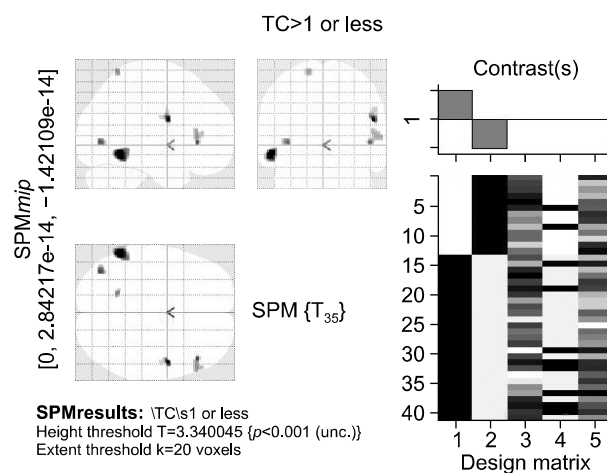 TC>1 or less
SPMmip
[0, 2.84217e-14, −1.42109e-14]
<
<
<
SPM {T35}
Contrast(s)
1
5
10
15
20
25
30
35
40
1 2 3 4 5
Design matrix
SPMresults: \TC\s1 or less
Height threshold T=3.340045 {p<0.001 (unc.)}
Extent threshold k=20 voxels